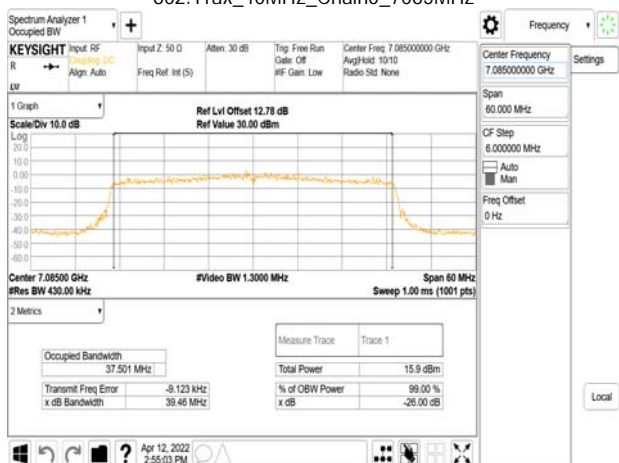 802.11ax_40MHz_Chain0_7085MHz
Spectrum Analyzer 1
Occupied BW
Frequency
KEYSIGHT
R
LXI
Input: RF
Coupling: DC
Align: Auto
Input Z: 50 Ω
Freq Ref: Int (S)
Atten: 30 dB
Trig: Free Run
Gate: Off
#IF Gain: Low
Center Freq: 7.085000000 GHz
Avg|Hold: 10/10
Radio Std: None
Center Frequency
7.085000000 GHz
Settings
Span
60.000 MHz
CF Step
6.000000 MHz
Auto
Man
Freq Offset
0 Hz
Local
1 Graph
Scale/Div 10.0 dB
Ref Lvl Offset 12.78 dB
Ref Value 30.00 dBm
Log
20.0
10.0
0.00
-10.0
-20.0
-30.0
-40.0
-50.0
-60.0
Center 7.08500 GHz
#Res BW 430.00 kHz
#Video BW 1.3000 MHz
Span 60 MHz
Sweep 1.00 ms (1001 pts)
2 Metrics
Measure Trace
Trace 1
Occupied Bandwidth
37.501 MHz
Total Power
15.9 dBm
Transmit Freq Error
-9.123 kHz
% of OBW Power
99.00 %
x dB Bandwidth
39.46 MHz
x dB
-26.00 dB
?
Apr 12, 2022
2:55:03 PM